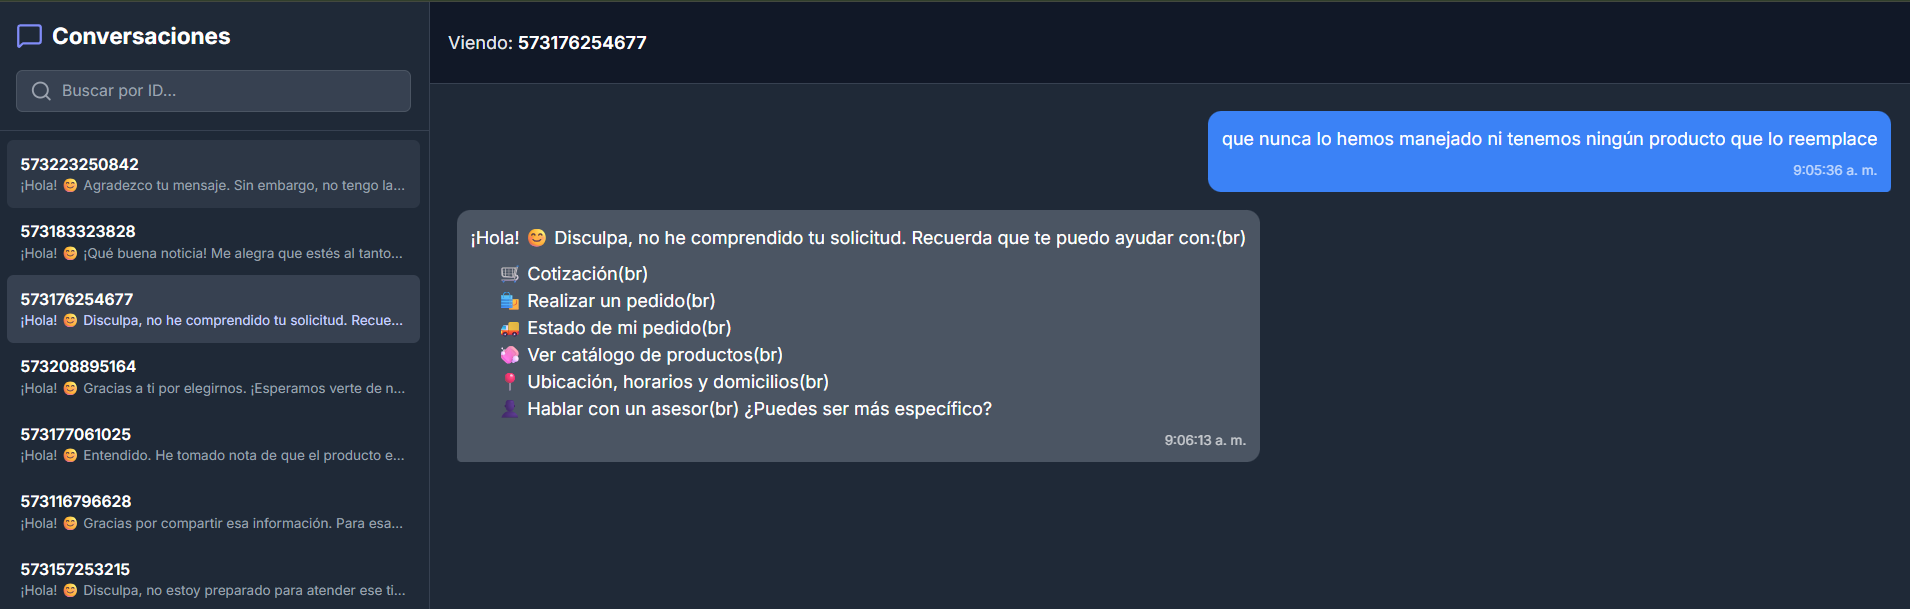 Conversaciones
Buscar por ID...
573223250842
¡Hola! 😊 Agradezco tu mensaje. Sin embargo, no tengo la...
573183323828
¡Hola! 😊 ¡Qué buena noticia! Me alegra que estés al tanto...
573176254677
¡Hola! 😊 Disculpa, no he comprendido tu solicitud. Recue...
573208895164
¡Hola! 😊 Gracias a ti por elegirnos. ¡Esperamos verte de n...
573177061025
¡Hola! 😊 Entendido. He tomado nota de que el producto e...
573116796628
¡Hola! 😊 Gracias por compartir esa información. Para esa...
573157253215
¡Hola! 😊 Disculpa, no estoy preparado para atender ese ti...
Viendo: 573176254677
que nunca lo hemos manejado ni tenemos ningún producto que lo reemplace
9:05:36 a. m.
¡Hola! 😊 Disculpa, no he comprendido tu solicitud. Recuerda que te puedo ayudar con:(br)
🛒 Cotización(br)
🛍️ Realizar un pedido(br)
🚚 Estado de mi pedido(br)
Ver catálogo de productos(br)
📍 Ubicación, horarios y domicilios(br)
👤 Hablar con un asesor(br) ¿Puedes ser más específico?
9:06:13 a. m.